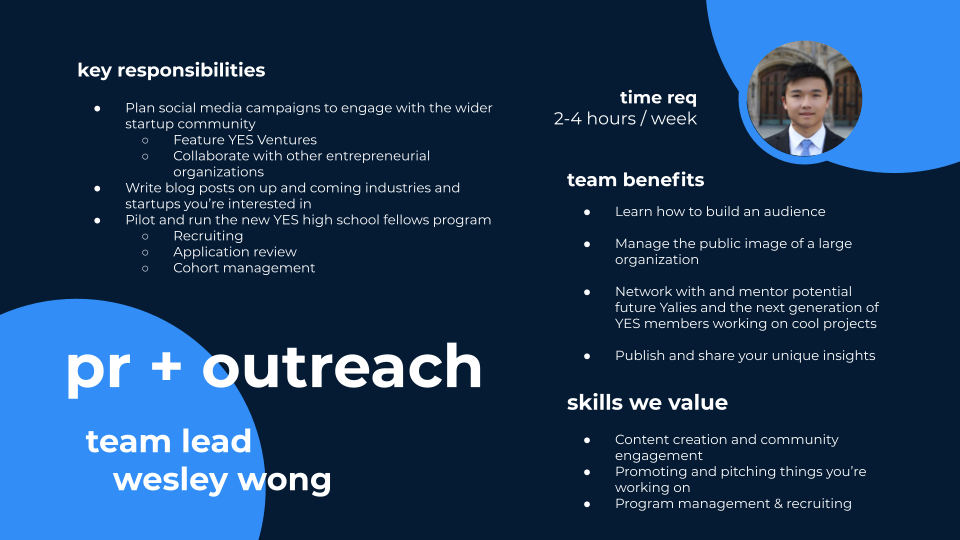 key responsibilities
● Plan social media campaigns to engage with the wider
startup community
○ Feature YES Ventures
○ Collaborate with other entrepreneurial
organizations
● Write blog posts on up and coming industries and
startups you're interested in
● Pilot and run the new YES high school fellows program
○ Recruiting
○ Application review
○ Cohort management
pr + outreach
team lead
wesley wong
time req
2-4 hours / week
team benefits
● Learn how to build an audience
● Manage the public image of a large
organization
● Network with and mentor potential
future Yalies and the next generation of
YES members working on cool projects
● Publish and share your unique insights
skills we value
● Content creation and community
engagement
● Promoting and pitching things you're
working on
● Program management & recruiting